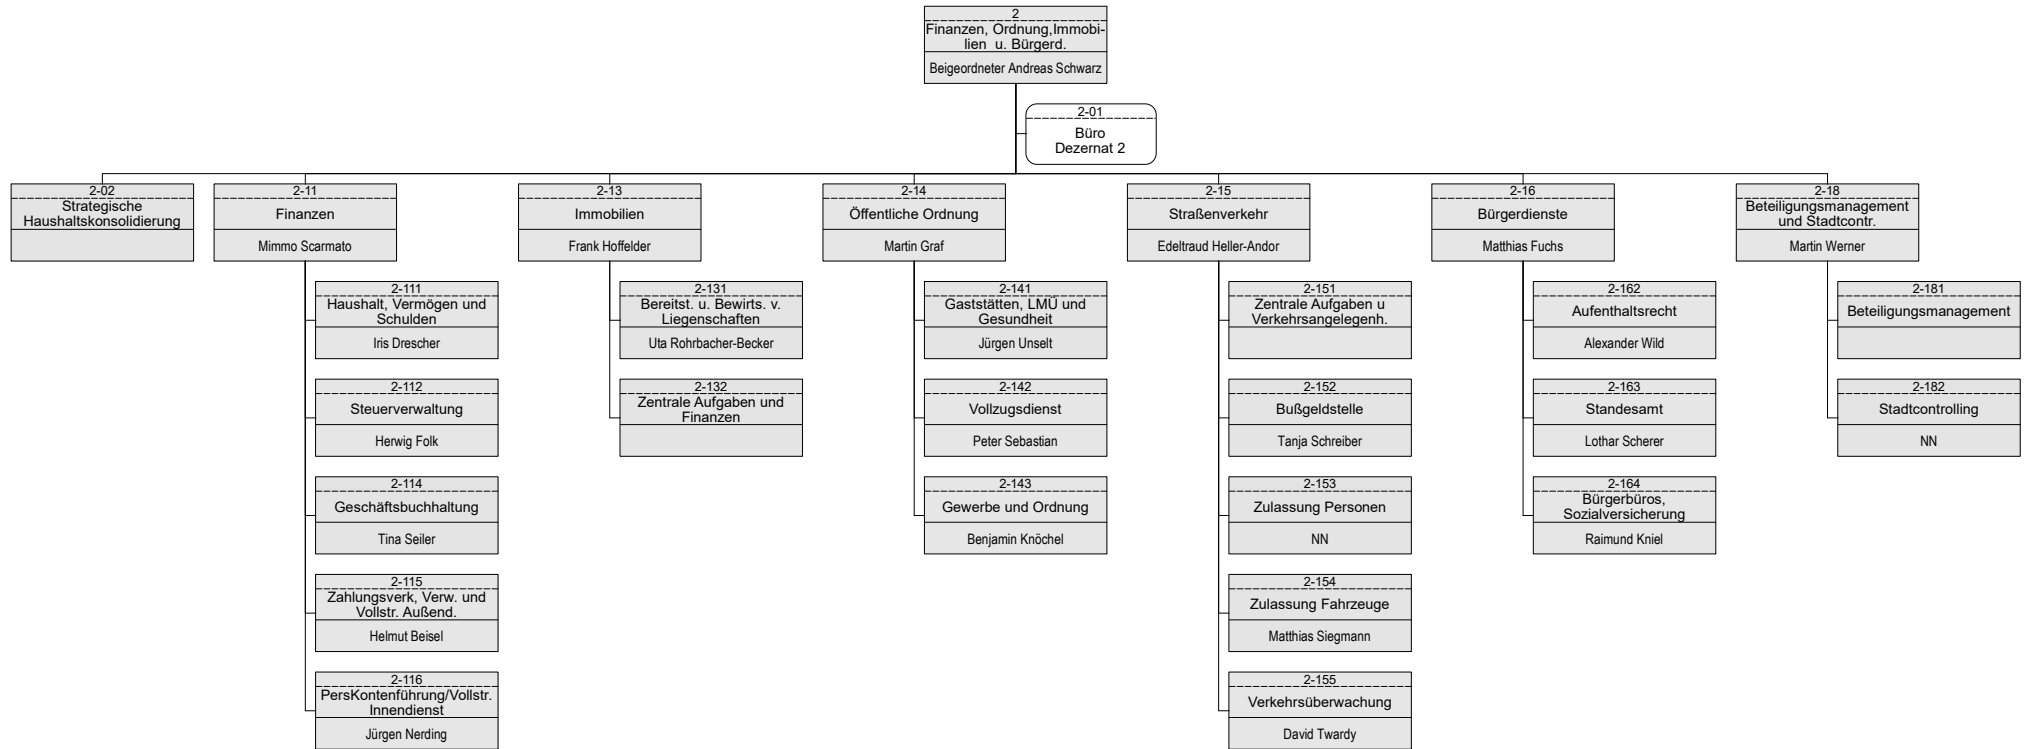 2
Finanzen, Ordnung,Immobi-
lien u. Bürgerd.
Beigeordneter Andreas Schwarz
2-01
Büro
Dezernat 2
2-02
Strategische
Haushaltskonsolidierung
2-11
Finanzen
Mimmo Scarmato
2-111
Haushalt, Vermögen und
Schulden
Iris Drescher
2-112
Steuerverwaltung
Herwig Folk
2-114
Geschäftsbuchhaltung
Tina Seiler
2-115
Zahlungsverk, Verw. und
Vollstr. Außend.
Helmut Beisel
2-116
PersKontenführung/Vollstr.
Innendienst
Jürgen Nerding
2-13
Immobilien
Frank Hoffelder
2-131
Bereitst. u. Bewirts. v.
Liegenschaften
Uta Rohrbacher-Becker
2-132
Zentrale Aufgaben und
Finanzen
2-14
Öffentliche Ordnung
Martin Graf
2-141
Gaststätten, LMÜ und
Gesundheit
Jürgen Unselt
2-142
Vollzugsdienst
Peter Sebastian
2-143
Gewerbe und Ordnung
Benjamin Knöchel
2-15
Straßenverkehr
Edeltraud Heller-Andor
2-151
Zentrale Aufgaben u
Verkehrsangelegenh.
2-152
Bußgeldstelle
Tanja Schreiber
2-153
Zulassung Personen
NN
2-154
Zulassung Fahrzeuge
Matthias Siegmann
2-155
Verkehrsüberwachung
David Twardy
2-16
Bürgerdienste
Matthias Fuchs
2-162
Aufenthaltsrecht
Alexander Wild
2-163
Standesamt
Lothar Scherer
2-164
Bürgerbüros,
Sozialversicherung
Raimund Kniel
2-18
Beteiligungsmanagement
und Stadtcontr.
Martin Werner
2-181
Beteiligungsmanagement
2-182
Stadtcontrolling
NN